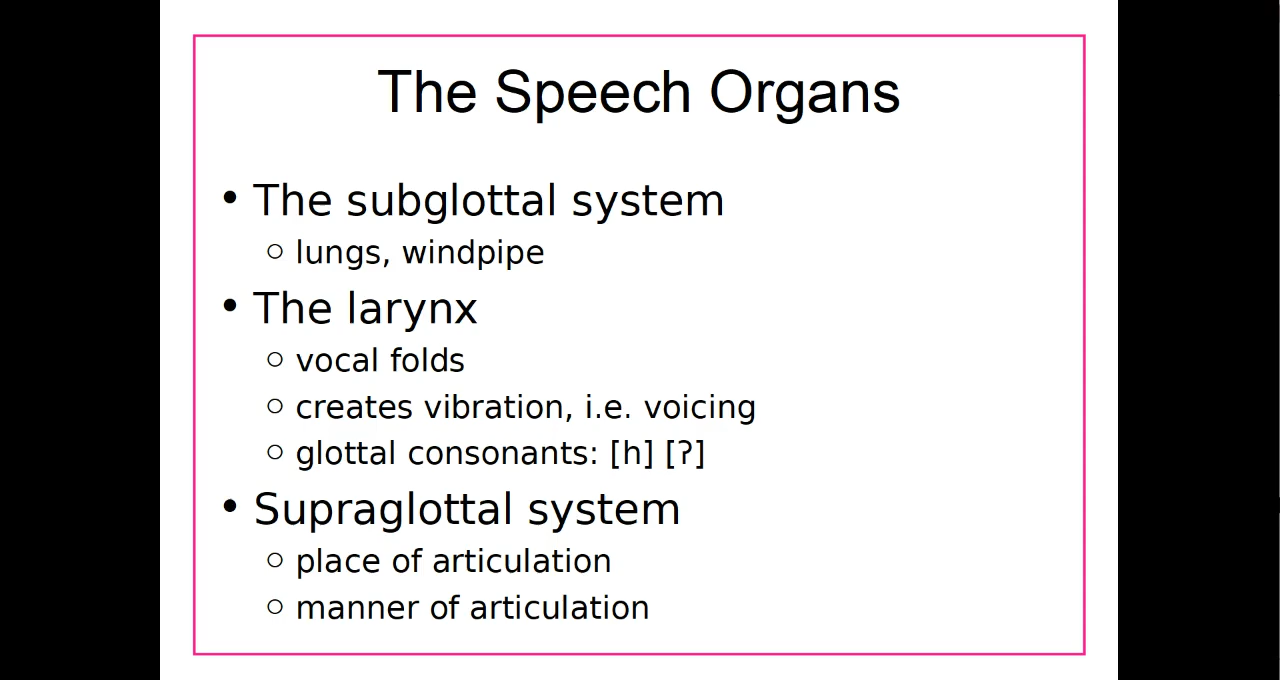 The Speech Organs
• The subglottal system
○ lungs, windpipe
• The larynx
○ vocal folds
○ creates vibration, i.e. voicing
○ glottal consonants: [h] [ʔ]
• Supraglottal system
○ place of articulation
○ manner of articulation